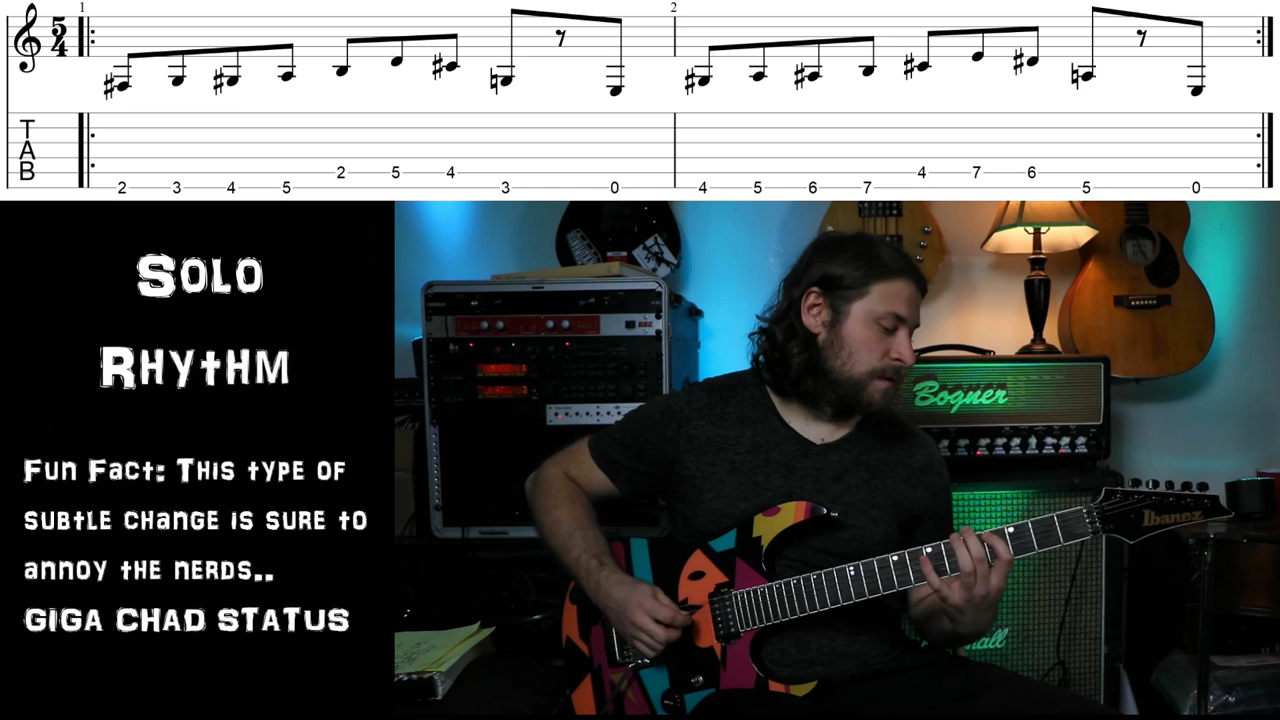 1 2
5
4
T
A
B
2 3 4 5 2 5 4 3 0 4 5 6 7 4 7 6 5 0
Solo
Rhythm
Fun Fact: This type of
subtle change is sure to
annoy the nerds..
GIGA CHAD STATUS
BBE
Bogner
Ibanez